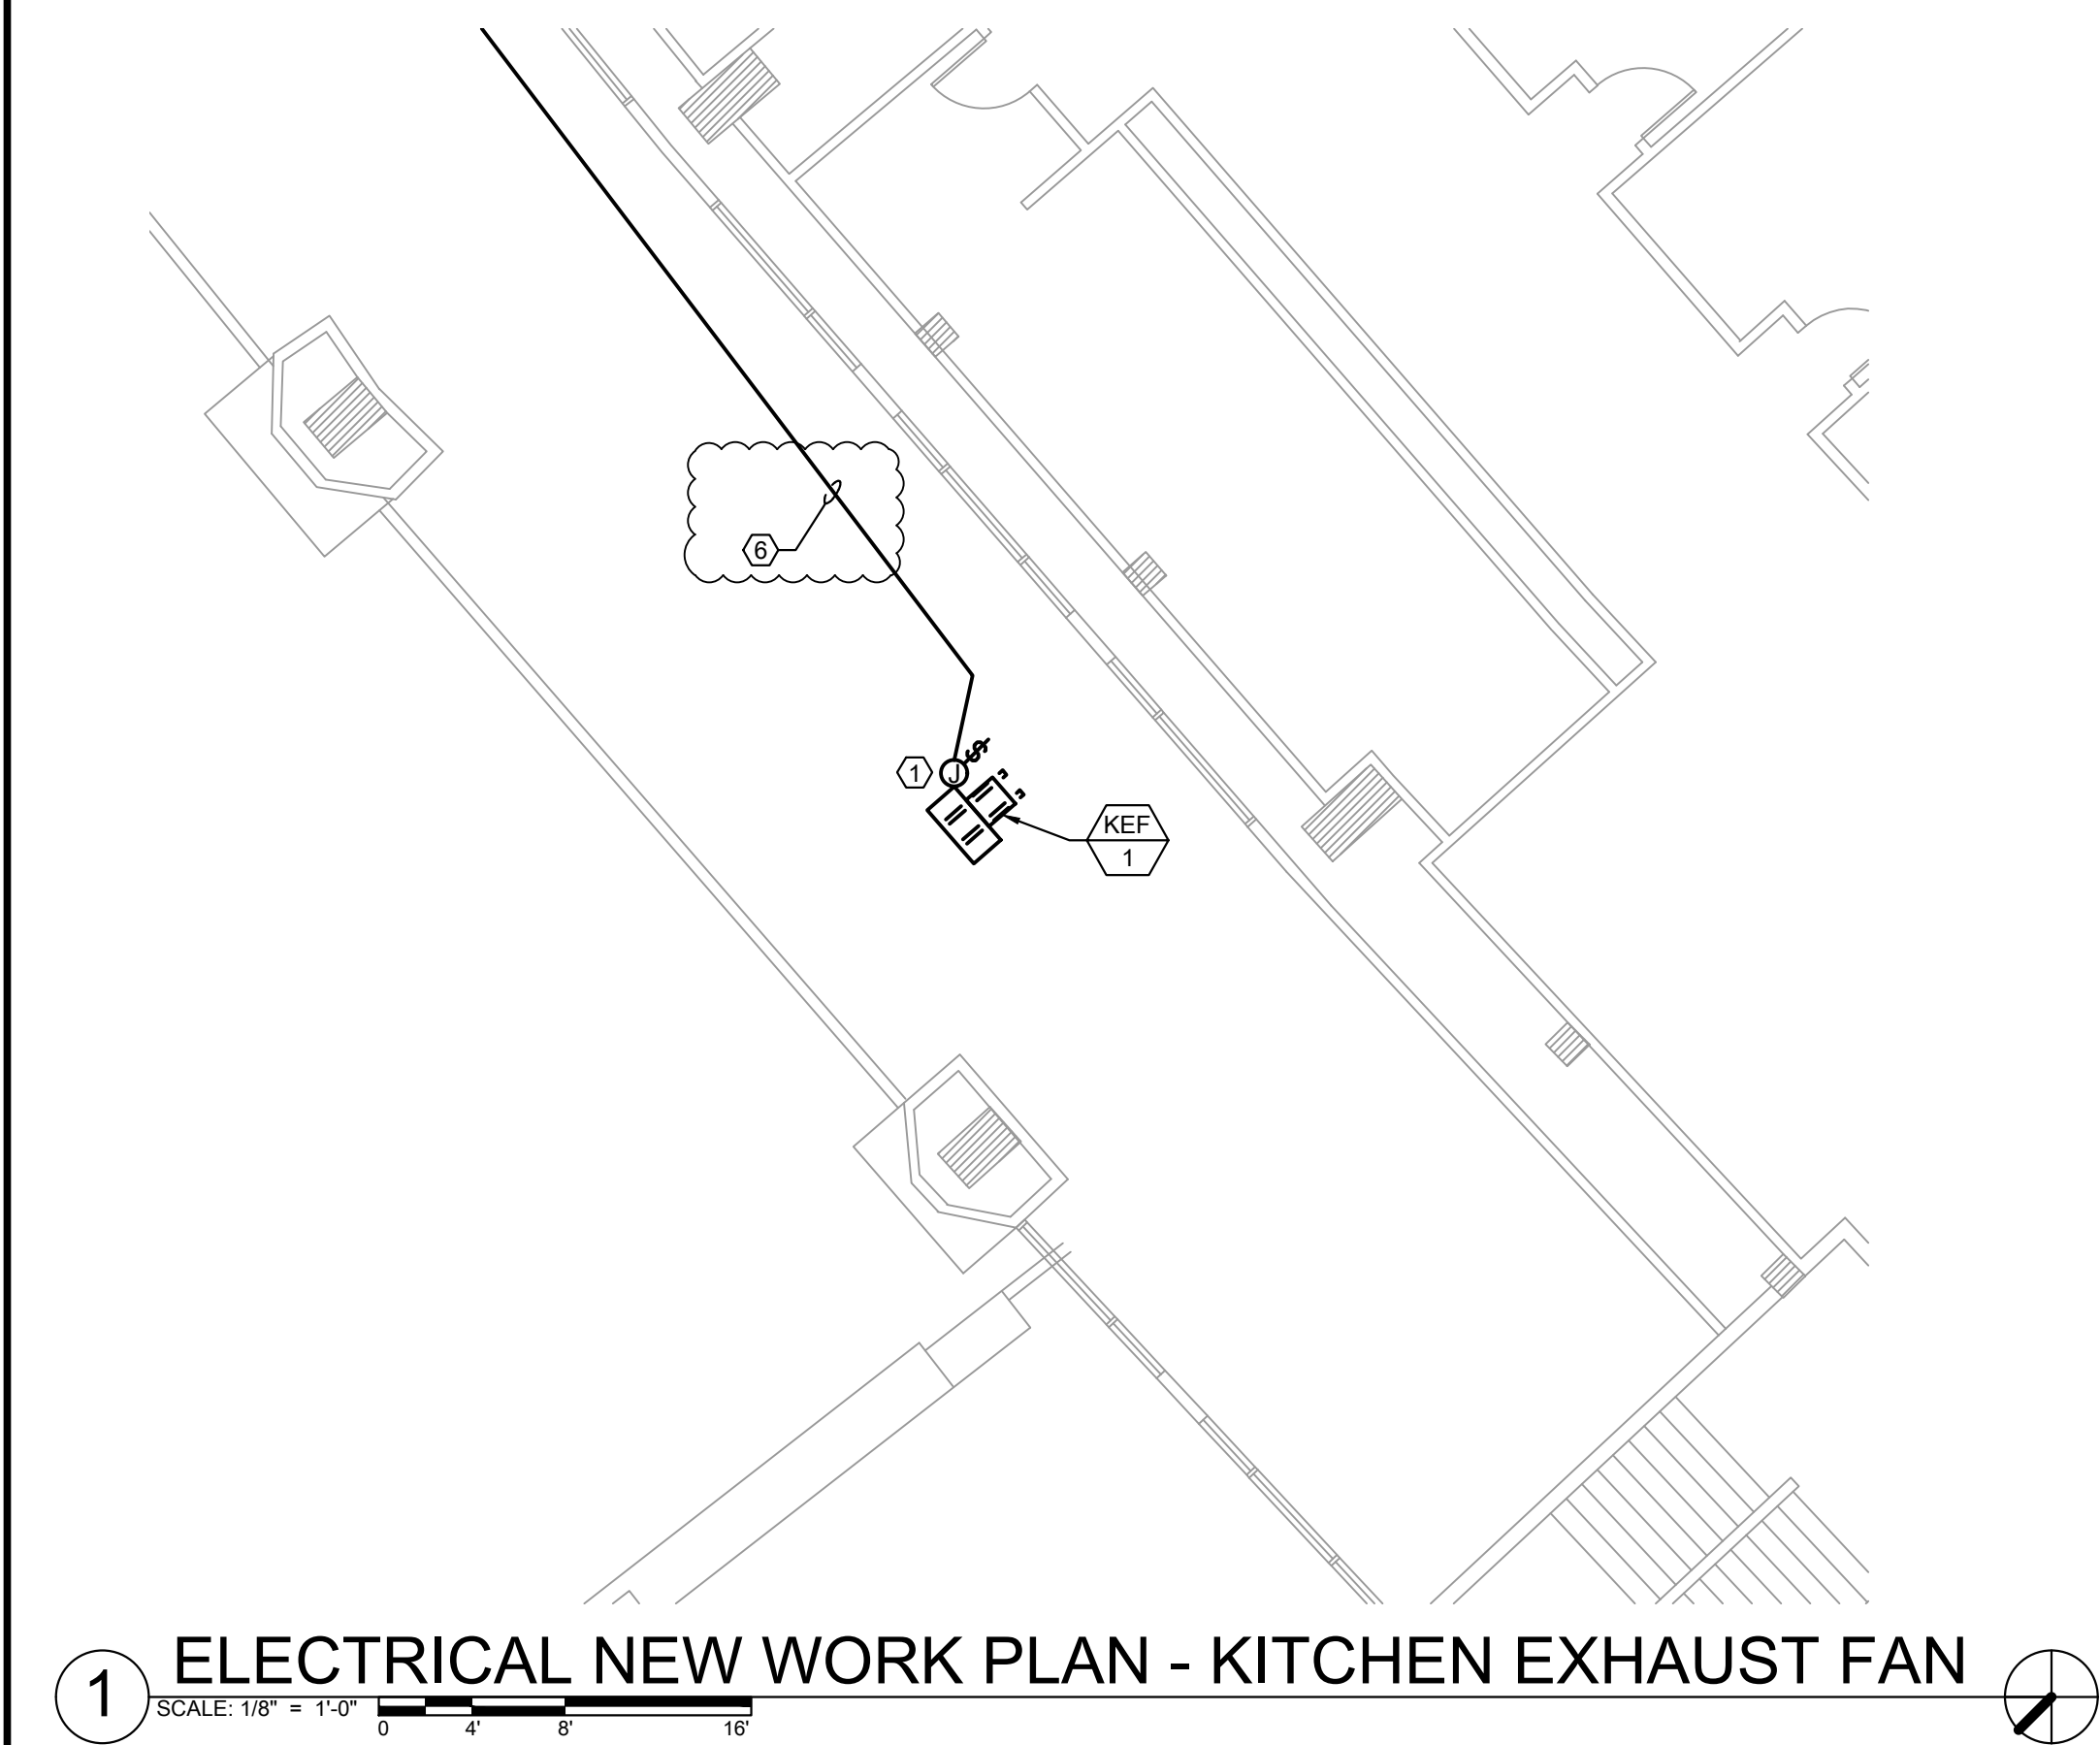 6
1
J
$
KEF
1
1
ELECTRICAL NEW WORK PLAN - KITCHEN EXHAUST FAN
SCALE: 1/8" = 1'-0"
0 4' 8' 16'